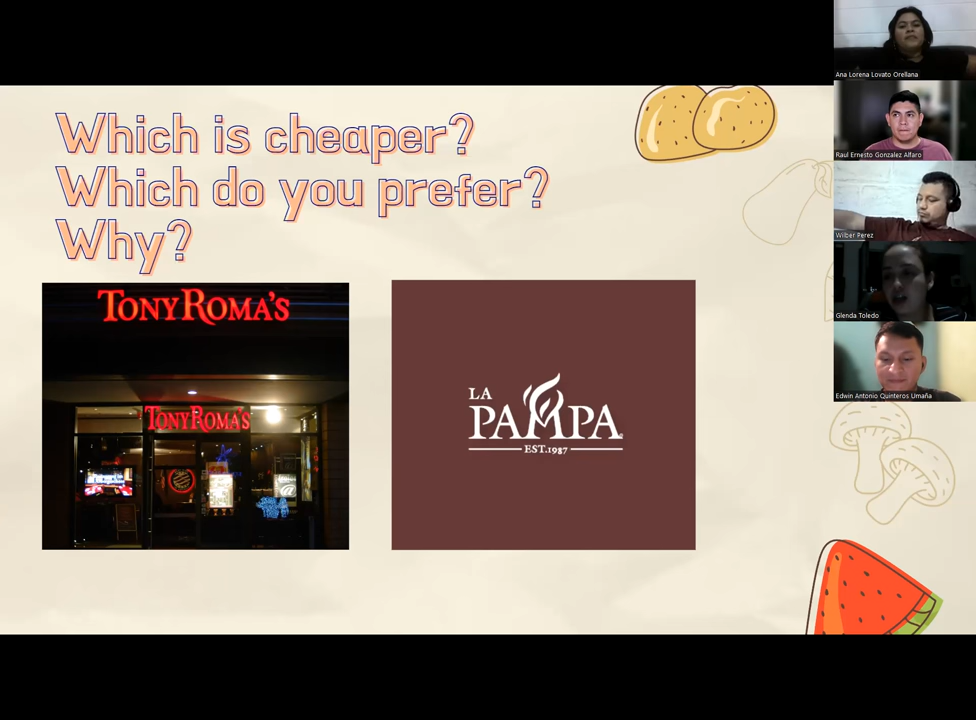 Which is cheaper?
Which do you prefer?
Why?
TONY ROMA'S
TONY ROMA'S
LA
PAMPA
EST.1987
Ana Lorena Lovato Orellana
Raul Ernesto Gonzalez Alfaro
Wilber Perez
Glenda Toledo
Edwin Antonio Quinteros Umaña